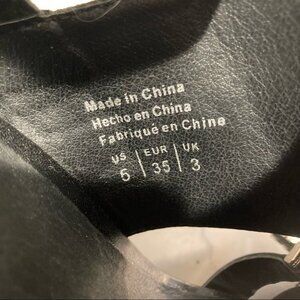 Made in China
Hecho en China
Fabriqué en Chine
US | EUR | UK
5 | 35 | 3